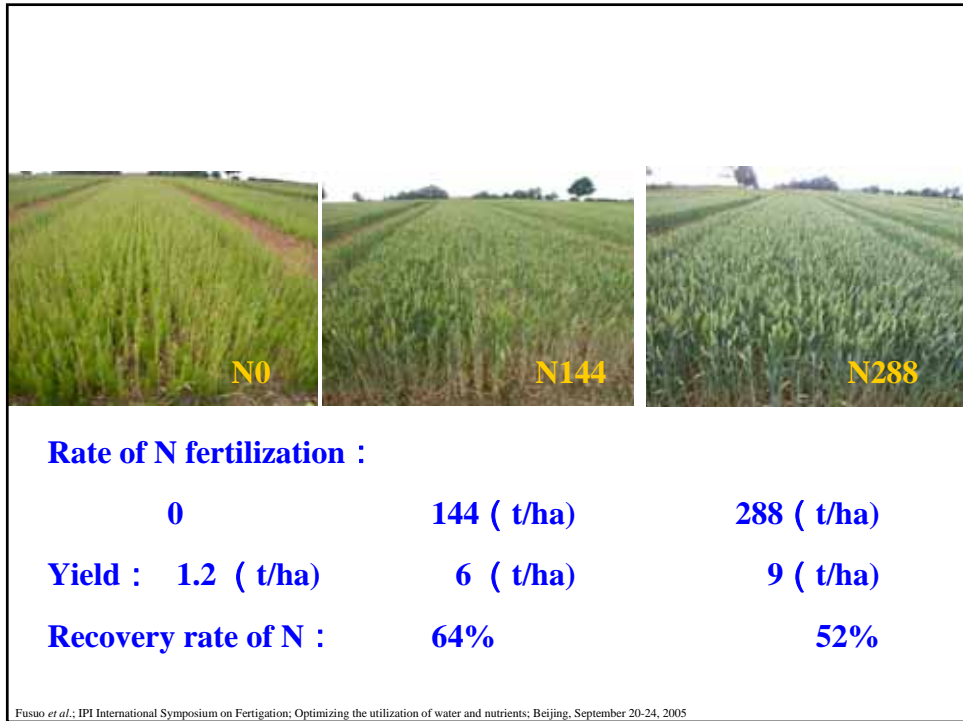 N0 N144 N288
Rate of N fertilization：
0 144（t/ha) 288（t/ha)
Yield： 1.2 （t/ha) 6 （t/ha) 9（t/ha)
Recovery rate of N： 64% 52%
Fusuo et al.; IPI International Symposium on Fertigation; Optimizing the utilization of water and nutrients; Beijing, September 20-24, 2005